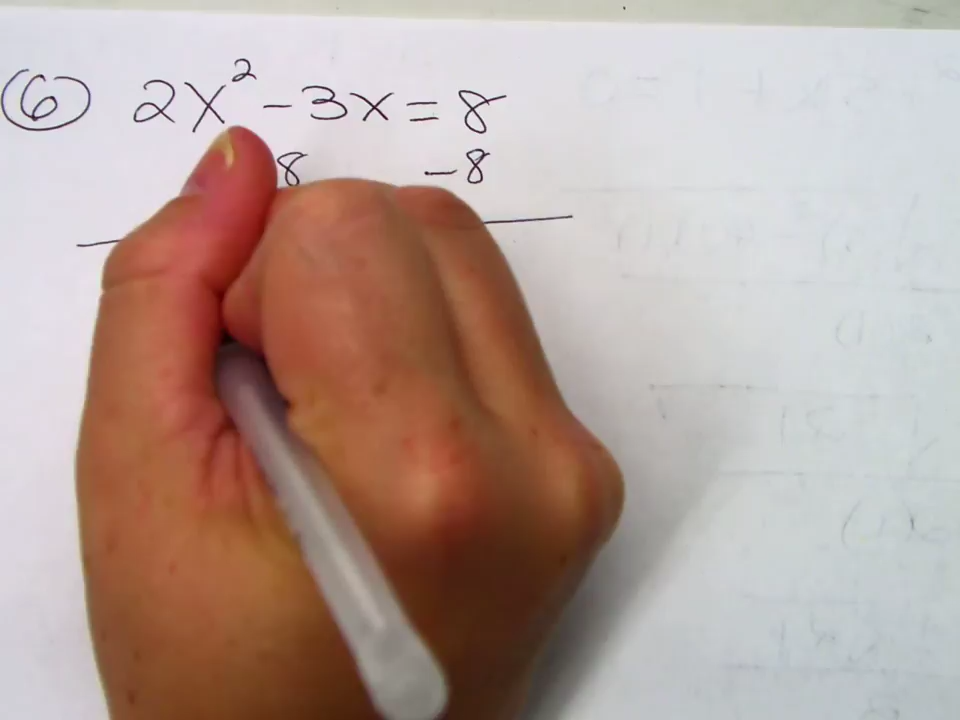 6 2x² - 3x = 8
8 - 8